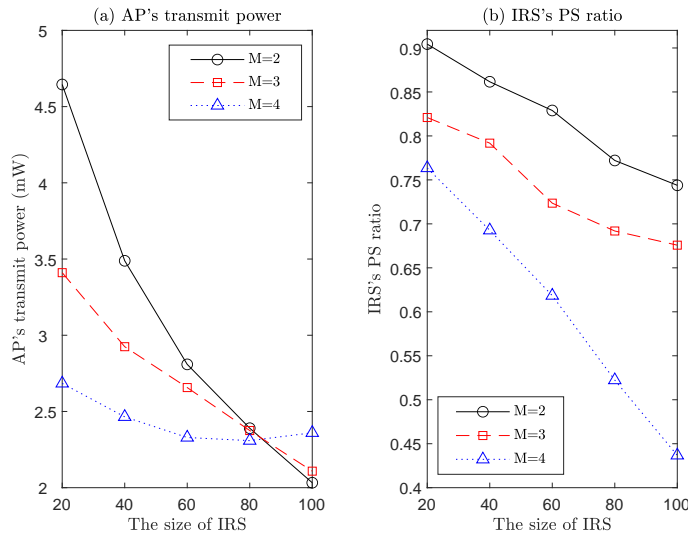 (a) AP's transmit power
5
4.5
4
3.5
3
2.5
2
AP's transmit power (mW)
M=2
M=3
M=4
20 40 60 80 100
The size of IRS
(b) IRS's PS ratio
0.9
0.85
0.8
0.75
0.7
0.65
0.6
0.55
0.5
0.45
0.4
IRS's PS ratio
M=2
M=3
M=4
20 40 60 80 100
The size of IRS